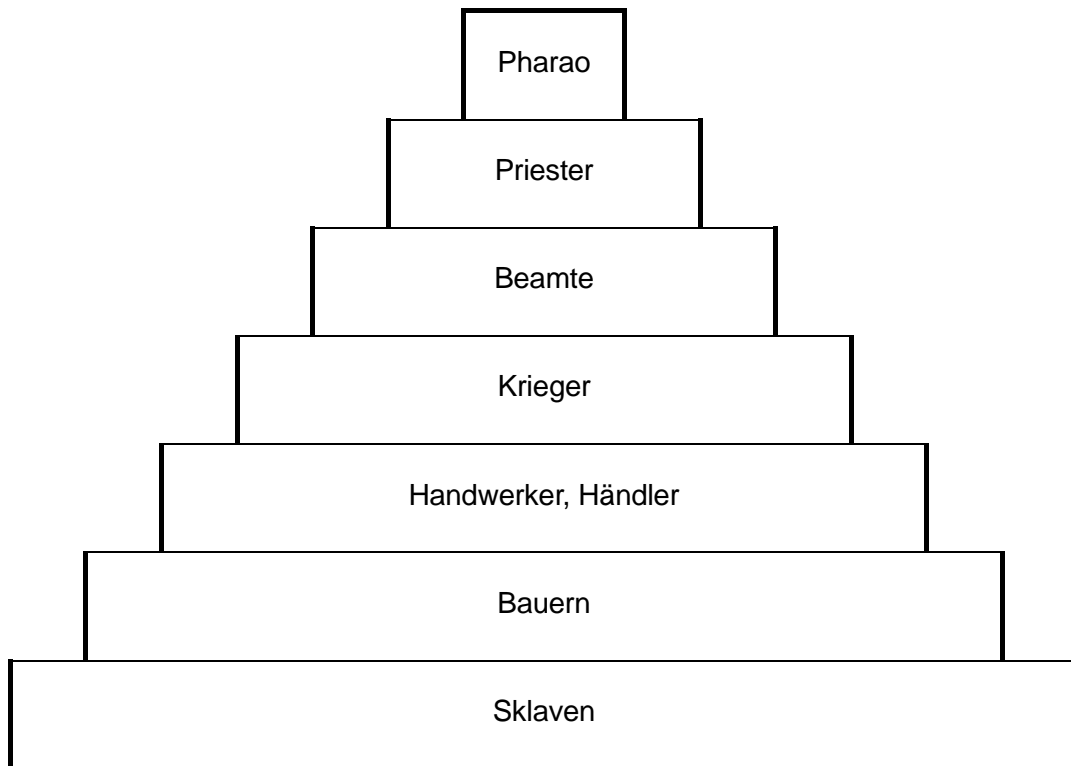 Pharao
Priester
Beamte
Krieger
Handwerker, Händler
Bauern
Sklaven